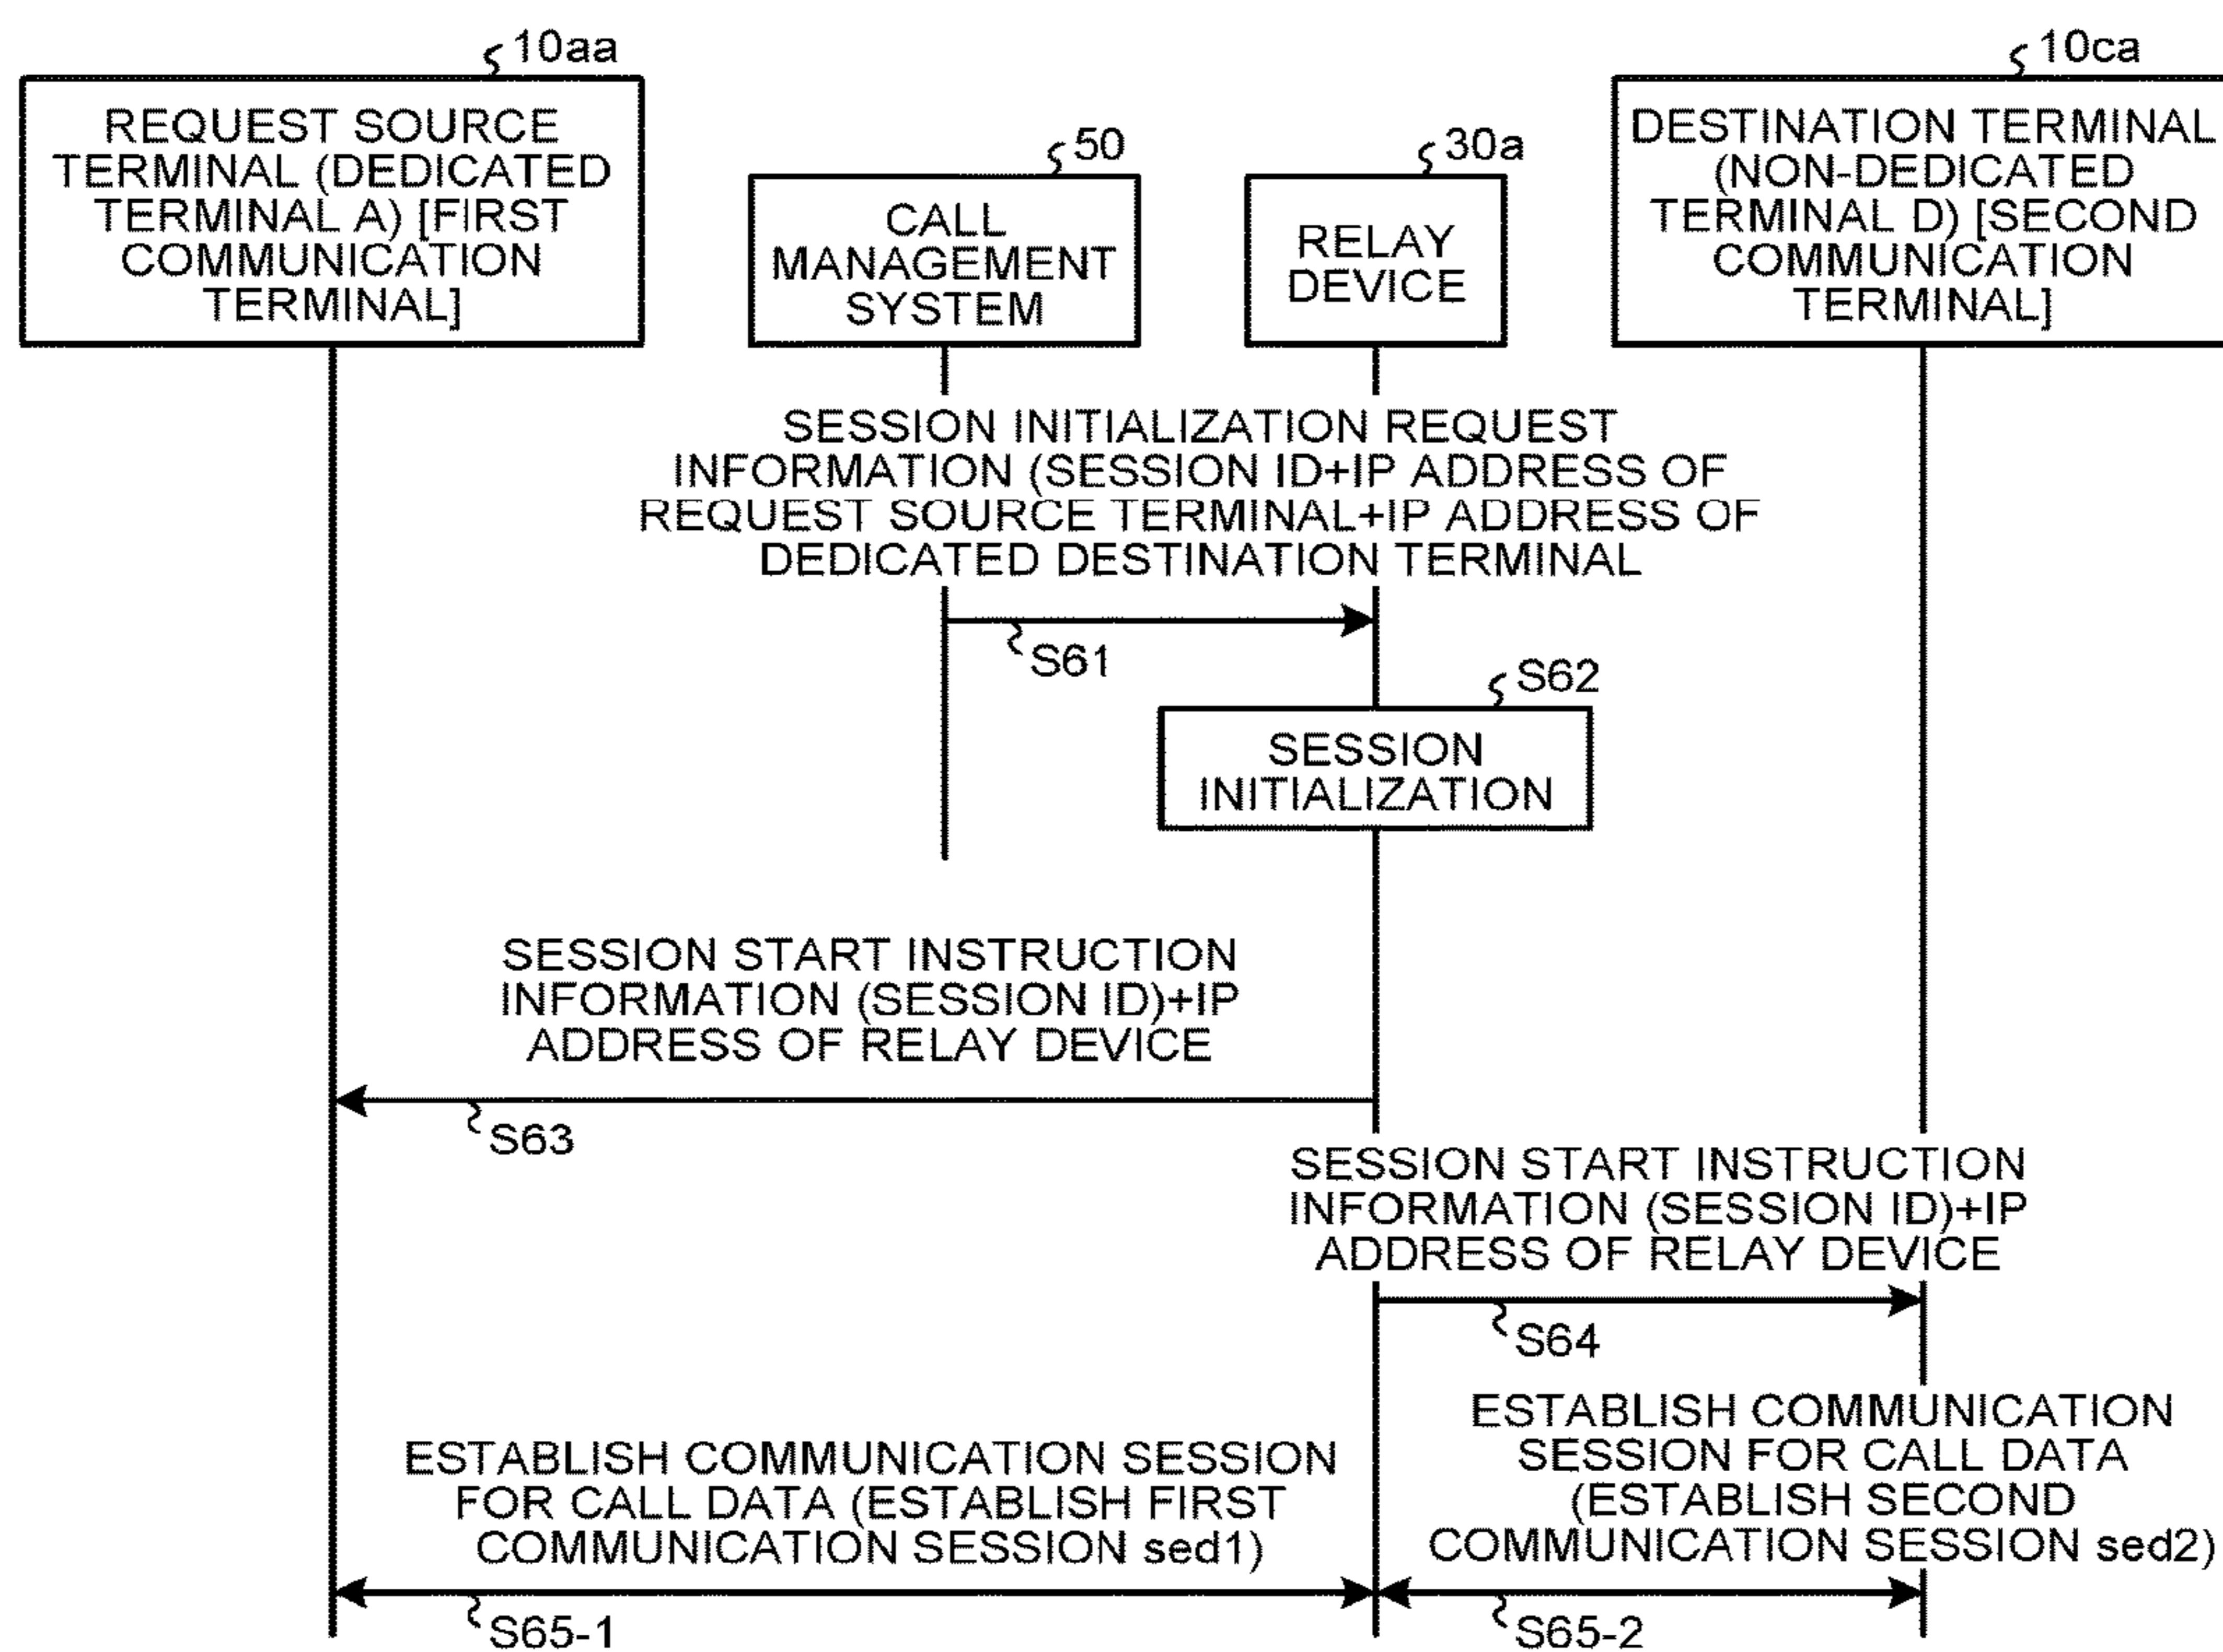 10aa
REQUEST SOURCE
TERMINAL (DEDICATED
TERMINAL A) [FIRST
COMMUNICATION
TERMINAL]
50
CALL
MANAGEMENT
SYSTEM
30a
RELAY
DEVICE
10ca
DESTINATION TERMINAL
(NON-DEDICATED
TERMINAL D) [SECOND
COMMUNICATION
TERMINAL]
SESSION INITIALIZATION REQUEST
INFORMATION (SESSION ID+IP ADDRESS OF
REQUEST SOURCE TERMINAL+IP ADDRESS OF
DEDICATED DESTINATION TERMINAL
S61
S62
SESSION
INITIALIZATION
SESSION START INSTRUCTION
INFORMATION (SESSION ID)+IP
ADDRESS OF RELAY DEVICE
S63
SESSION START INSTRUCTION
INFORMATION (SESSION ID)+IP
ADDRESS OF RELAY DEVICE
S64
ESTABLISH COMMUNICATION SESSION
FOR CALL DATA (ESTABLISH FIRST
COMMUNICATION SESSION sed1)
S65-1
ESTABLISH COMMUNICATION
SESSION FOR CALL DATA
(ESTABLISH SECOND
COMMUNICATION SESSION sed2)
S65-2